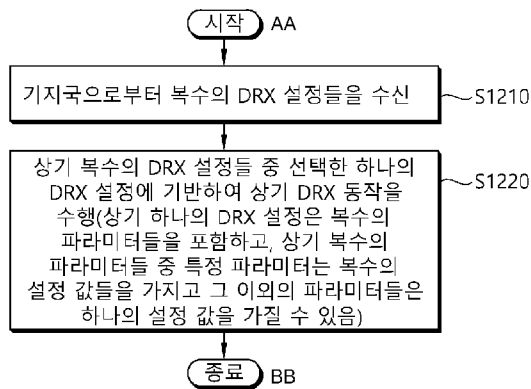 시작 AA
기지국으로부터 복수의 DRX 설정들을 수신
S1210
상기 복수의 DRX 설정들 중 선택한 하나의
DRX 설정에 기반하여 상기 DRX 동작을
수행(상기 하나의 DRX 설정은 복수의
파라미터들을 포함하고, 상기 복수의
파라미터들 중 특정 파라미터는 복수의
설정 값들을 가지고 그 이외의 파라미터들은
하나의 설정 값을 가질 수 있음)
S1220
종료 BB